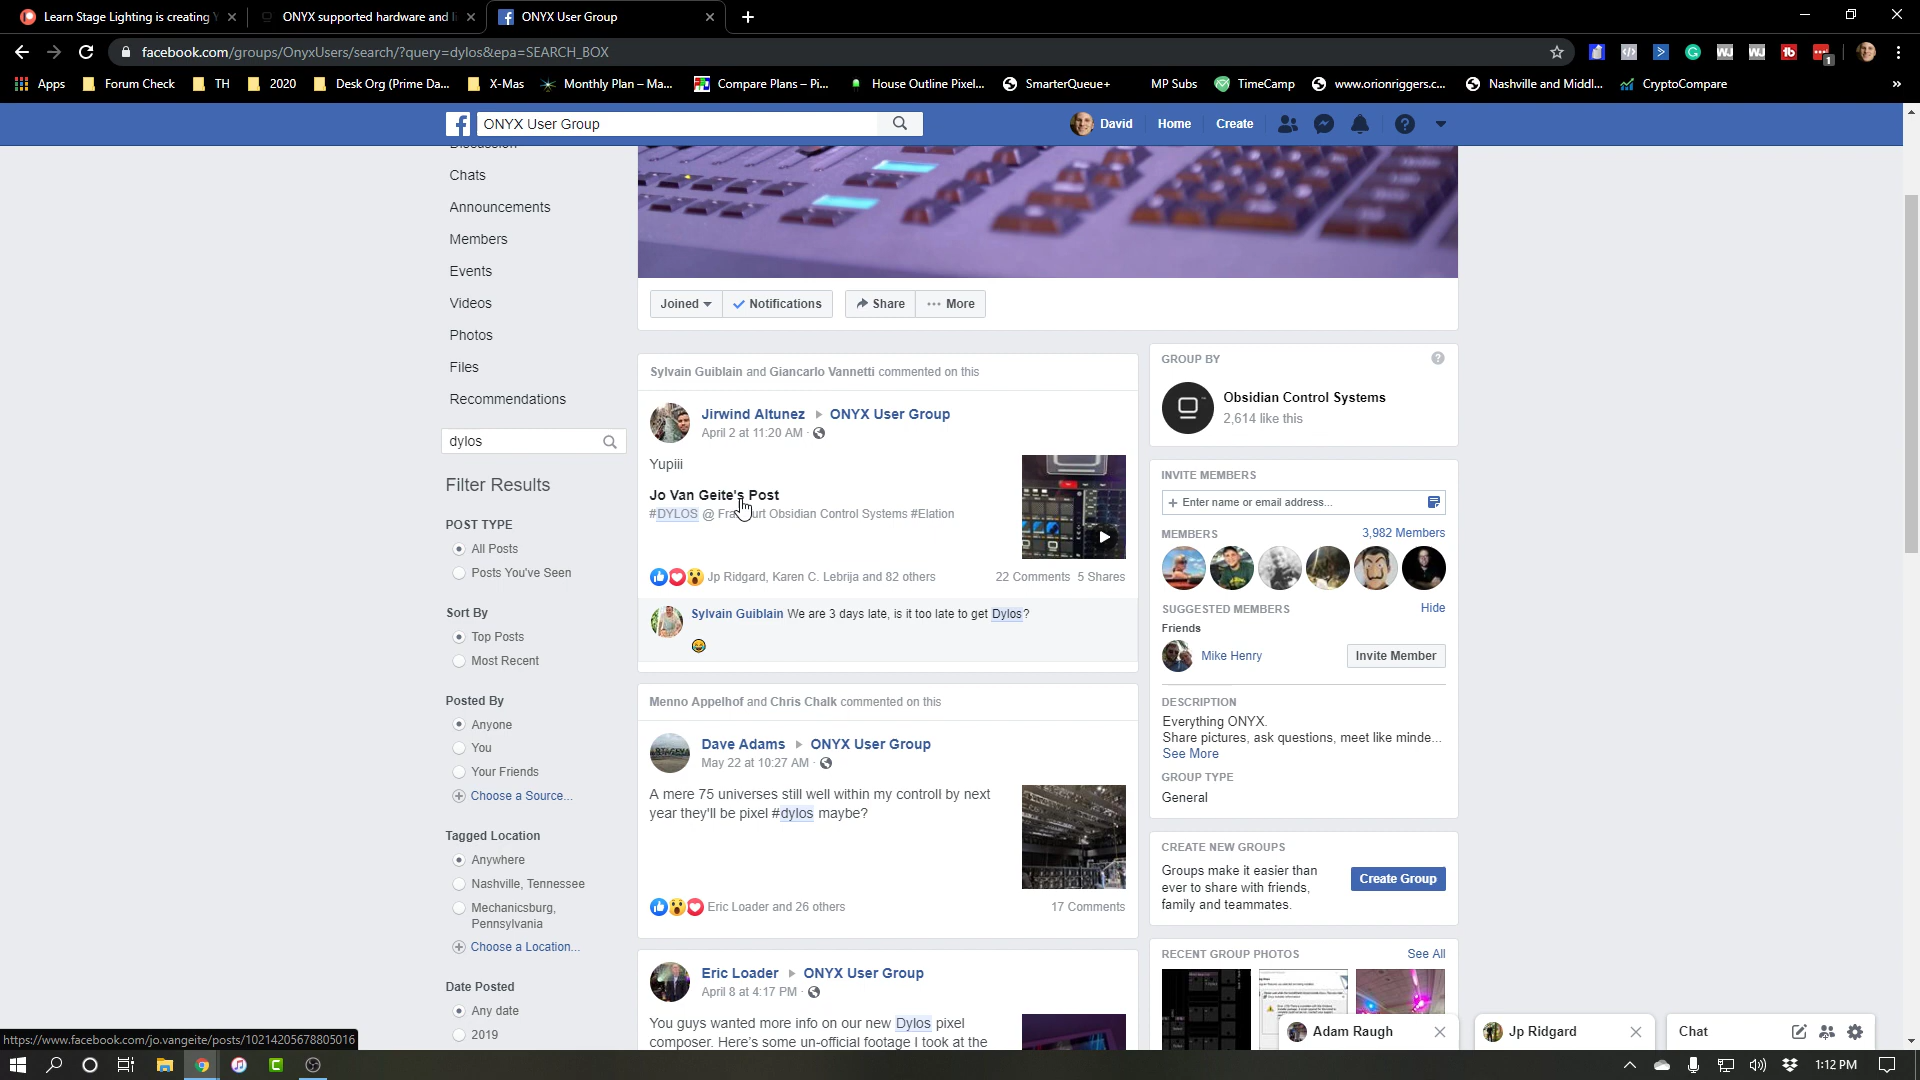 Learn Stage Lighting is creating Y
ONYX supported hardware and li
ONYX User Group
facebook.com/groups/OnyxUsers/search/?query=dylos&epa=SEARCH_BOX
Apps
Forum Check
TH
2020
Desk Org (Prime Da...
X-Mas
Monthly Plan – Ma...
Compare Plans – Pi...
House Outline Pixel...
SmarterQueue+
MP Subs
TimeCamp
www.orionriggers.c...
Nashville and Middl...
CryptoCompare
»
ONYX User Group
David
Home
Create
Discussion
Chats
Announcements
Members
Events
Videos
Photos
Files
Recommendations
dylos
Filter Results
POST TYPE
All Posts
Posts You've Seen
Sort By
Top Posts
Most Recent
Posted By
Anyone
You
Your Friends
Choose a Source...
Tagged Location
Anywhere
Nashville, Tennessee
Mechanicsburg,
Pennsylvania
Choose a Location...
Date Posted
Any date
2019
Joined
Notifications
Share
More
Sylvain Guiblain and Giancarlo Vannetti commented on this
Jirwind Altunez ▸ ONYX User Group
April 2 at 11:20 AM ·
Yupiii
Jo Van Geite's Post
#DYLOS @ Frankfurt Obsidian Control Systems #Elation
Jp Ridgard, Karen C. Lebrija and 82 others
22 Comments 5 Shares
Sylvain Guiblain We are 3 days late, is it too late to get Dylos?
Menno Appelhof and Chris Chalk commented on this
Dave Adams ▸ ONYX User Group
May 22 at 10:27 AM ·
A mere 75 universes still well within my controll by next
year they'll be pixel #dylos maybe?
Eric Loader and 26 others
17 Comments
Eric Loader ▸ ONYX User Group
April 8 at 4:17 PM ·
You guys wanted more info on our new Dylos pixel
composer. Here's some un-official footage I took at the
GROUP BY
Obsidian Control Systems
2,614 like this
INVITE MEMBERS
+ Enter name or email address...
MEMBERS
3,982 Members
SUGGESTED MEMBERS
Hide
Friends
Mike Henry
Invite Member
DESCRIPTION
Everything ONYX.
Share pictures, ask questions, meet like minde...
See More
GROUP TYPE
General
CREATE NEW GROUPS
Groups make it easier than
ever to share with friends,
family and teammates.
Create Group
RECENT GROUP PHOTOS
See All
Adam Raugh
Jp Ridgard
Chat
https://www.facebook.com/jo.vangeite/posts/10214205678805016
1:12 PM